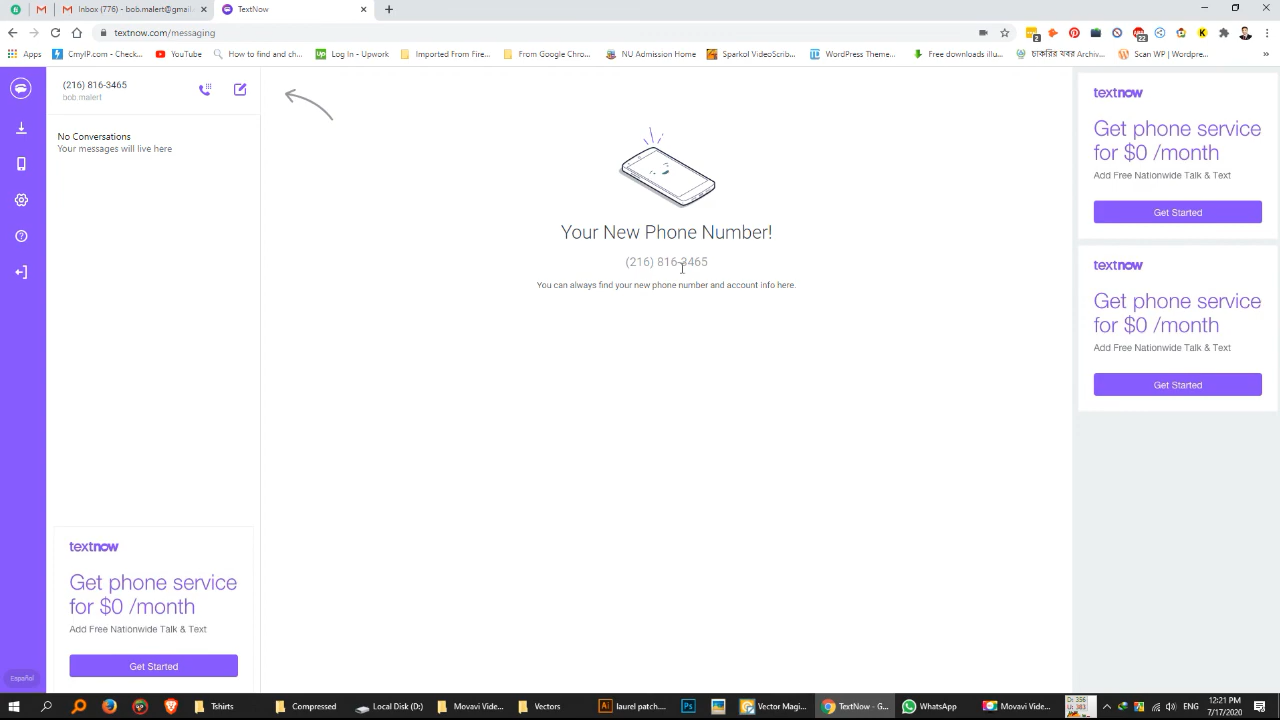 Inbox (776) - bob.malert@gmail
TextNow
textnow.com/messaging
Apps
CmyIP.com - Check...
YouTube
How to find and ch...
Log In - Upwork
Imported From Fire...
From Google Chro...
NU Admission Home
Sparkol VideoScrib...
WordPress Theme...
Free downloads illu...
চাকরির খবর Archiv...
Scan WP | Wordpre...
»
(216) 816-3465
bob.malert
No Conversations
Your messages will live here
Your New Phone Number!
(216) 816-3465
You can always find your new phone number and account info here.
textnow
Get phone service
for $0 /month
Add Free Nationwide Talk & Text
Get Started
textnow
Get phone service
for $0 /month
Add Free Nationwide Talk & Text
Get Started
textnow
Get phone service
for $0 /month
Add Free Nationwide Talk & Text
Get Started
Español
Tshirts
Compressed
Local Disk (D:)
Movavi Vide...
Vectors
laurel patch....
Vector Mag...
TextNow - G...
WhatsApp
Movavi Vide...
D: 356
U: 383
12:21 PM
7/17/2020